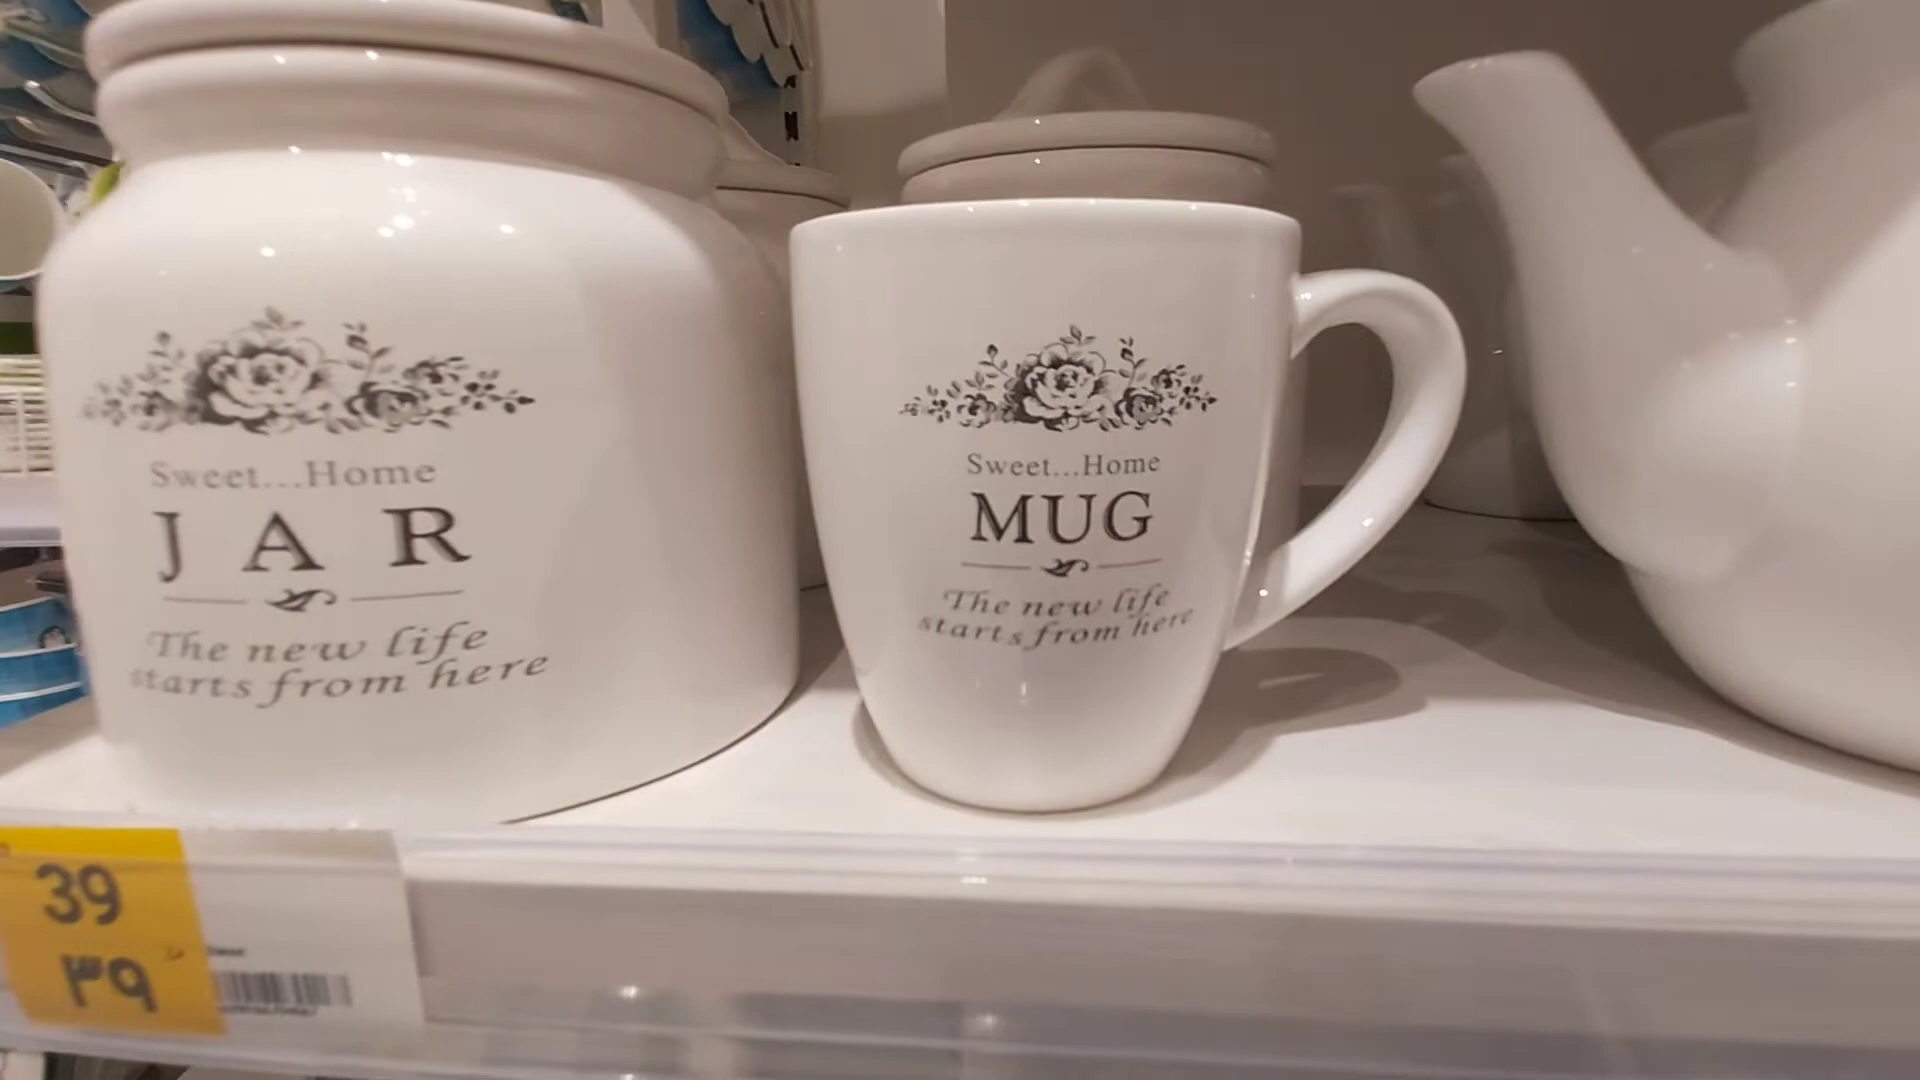 Sweet...Home
JAR
The new life
starts from here
Sweet...Home
MUG
The new life
starts from here
39
٣٩